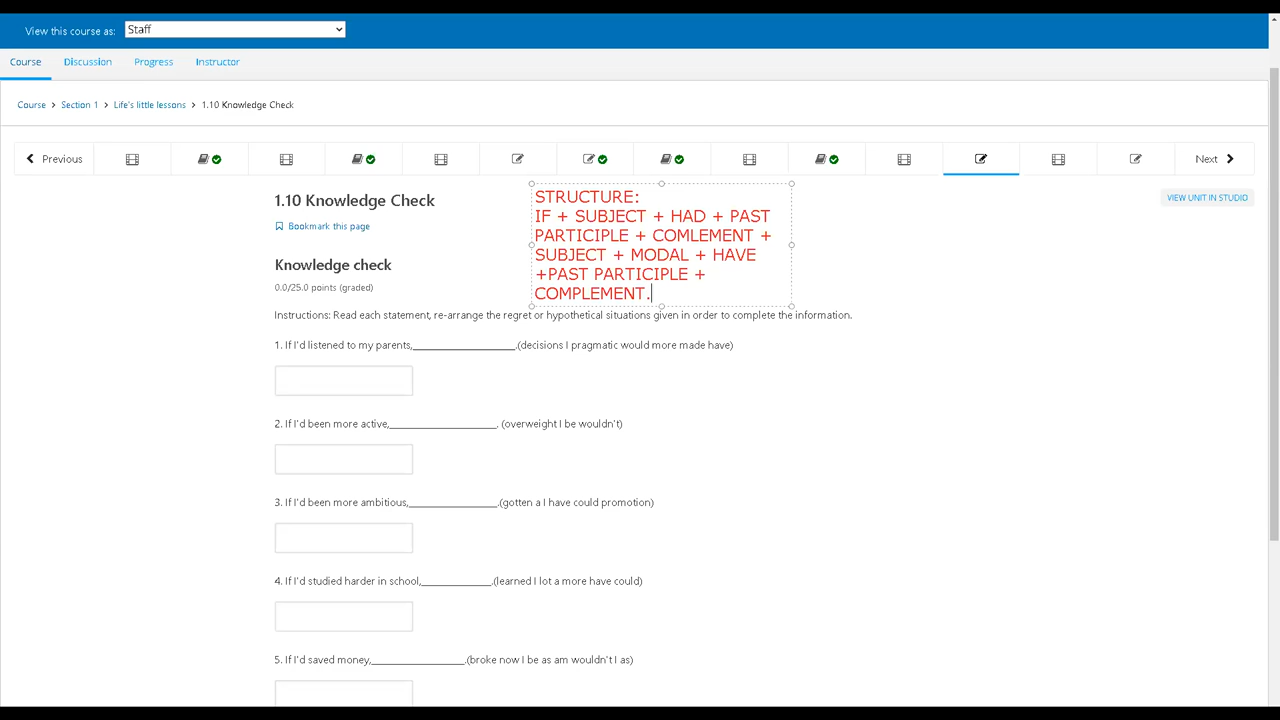 View this course as: Staff
Course Discussion Progress Instructor
Course > Section 1 > Life's little lessons > 1.10 Knowledge Check
Previous Next
1.10 Knowledge Check
VIEW UNIT IN STUDIO
Bookmark this page
STRUCTURE:
IF + SUBJECT + HAD + PAST
PARTICIPLE + COMLEMENT +
SUBJECT + MODAL + HAVE
+PAST PARTICIPLE +
COMPLEMENT.
Knowledge check
0.0/25.0 points (graded)
Instructions: Read each statement, re-arrange the regret or hypothetical situations given in order to complete the information.
1. If I'd listened to my parents,____________________.(decisions I pragmatic would more made have)
2. If I'd been more active,_____________________. (overweight I be wouldn't)
3. If I'd been more ambitious,_________________.(gotten a I have could promotion)
4. If I'd studied harder in school,_____________.(learned I lot a more have could)
5. If I'd saved money,__________________.(broke now I be as am wouldn't I as)